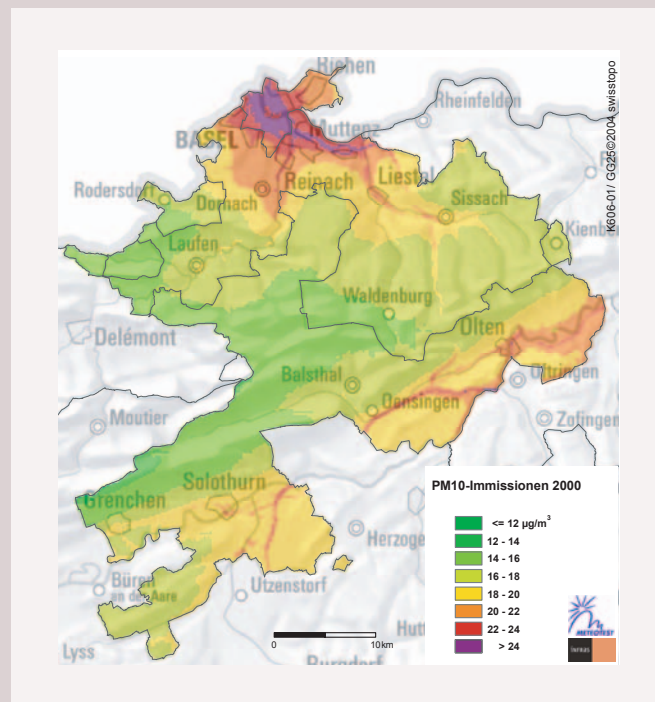 Riehen
Rheinfelden
BASEL
Muttenz
Reinach
Liestal
Rodersdorf
Dornach
Sissach
Laufen
Kienberg
Waldenburg
Delémont
Olten
Balsthal
Oftringen
Oensingen
Moutier
Zofingen
Solothurn
Grenchen
Herzoge
Büren
an der Aare
Utzenstorf
Lyss
Hutt
Burgdorf
0 10km
K606-01/ GG25©2004 swisstopo
PM10-Immissionen 2000
<= 12 µg/m³
12 - 14
14 - 16
16 - 18
18 - 20
20 - 22
22 - 24
> 24
METEOTEST